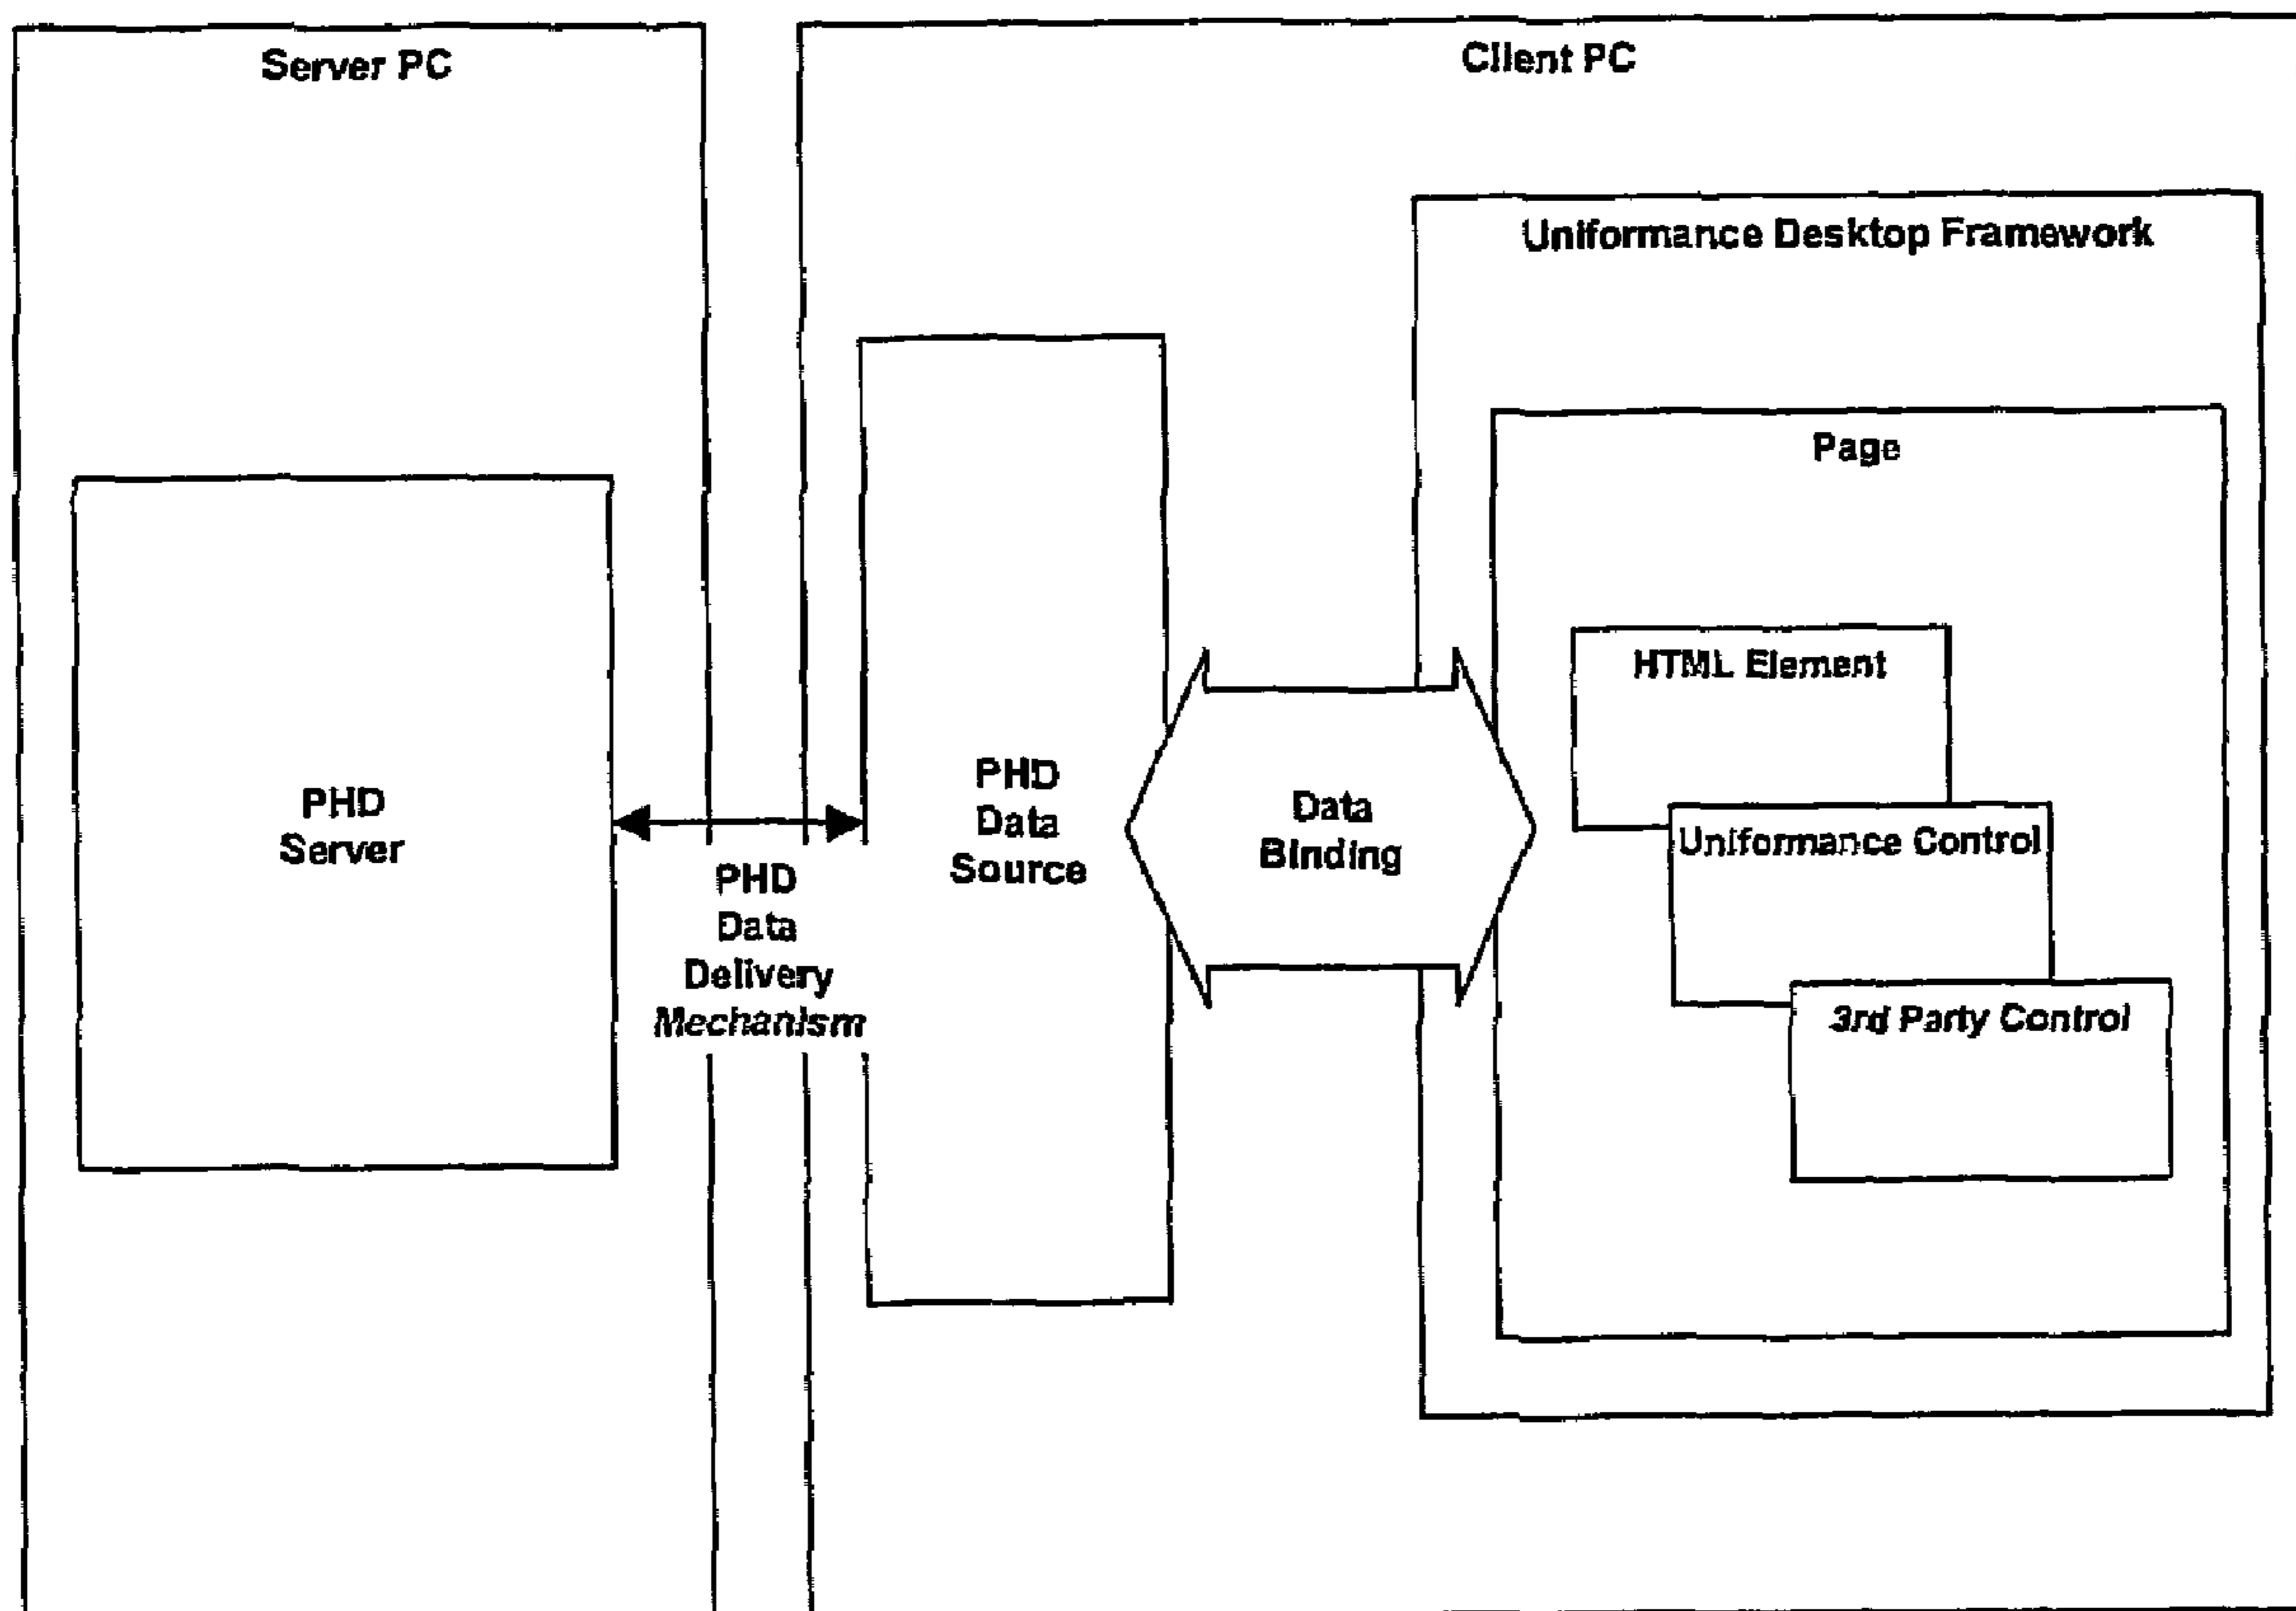 Server PC
Client PC
Uniformance Desktop Framework
Page
HTML Element
Uniformance Control
3rd Party Control
PHD
Server
PHD
Data
Delivery
Mechanism
PHD
Data
Source
Data
Binding